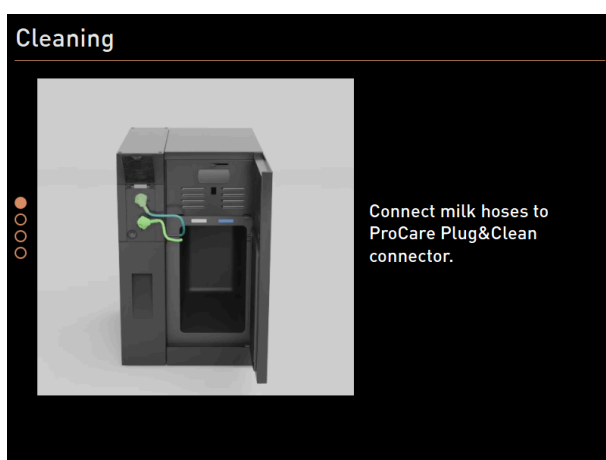 Cleaning
Connect milk hoses to
ProCare Plug&Clean
connector.